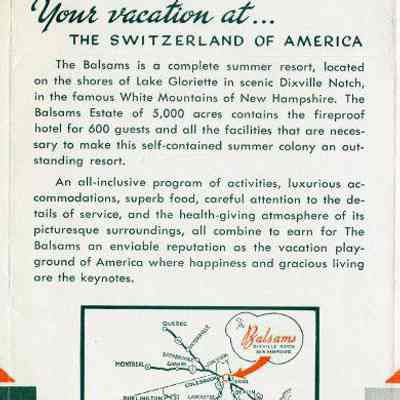 Your vacation at...
THE SWITZERLAND OF AMERICA
The Balsams is a complete summer resort, located
on the shores of Lake Gloriette in scenic Dixville Notch,
in the famous White Mountains of New Hampshire. The
Balsams Estate of 5,000 acres contains the fireproof
hotel for 600 guests and all the facilities that are neces-
sary to make this self-contained summer colony an out-
standing resort.
An all-inclusive program of activities, luxurious ac-
commodations, superb food, careful attention to the de-
tails of service, and the health-giving atmosphere of its
picturesque surroundings, all combine to earn for The
Balsams an enviable reputation as the vacation play-
ground of America where happiness and gracious living
are the keynotes.
QUEBEC
The Balsams
DIXVILLE NOTCH
NEW HAMPSHIRE
SHERBROOKE
MONTREAL
COLEBROOK
LANCASTER
BURLINGTON